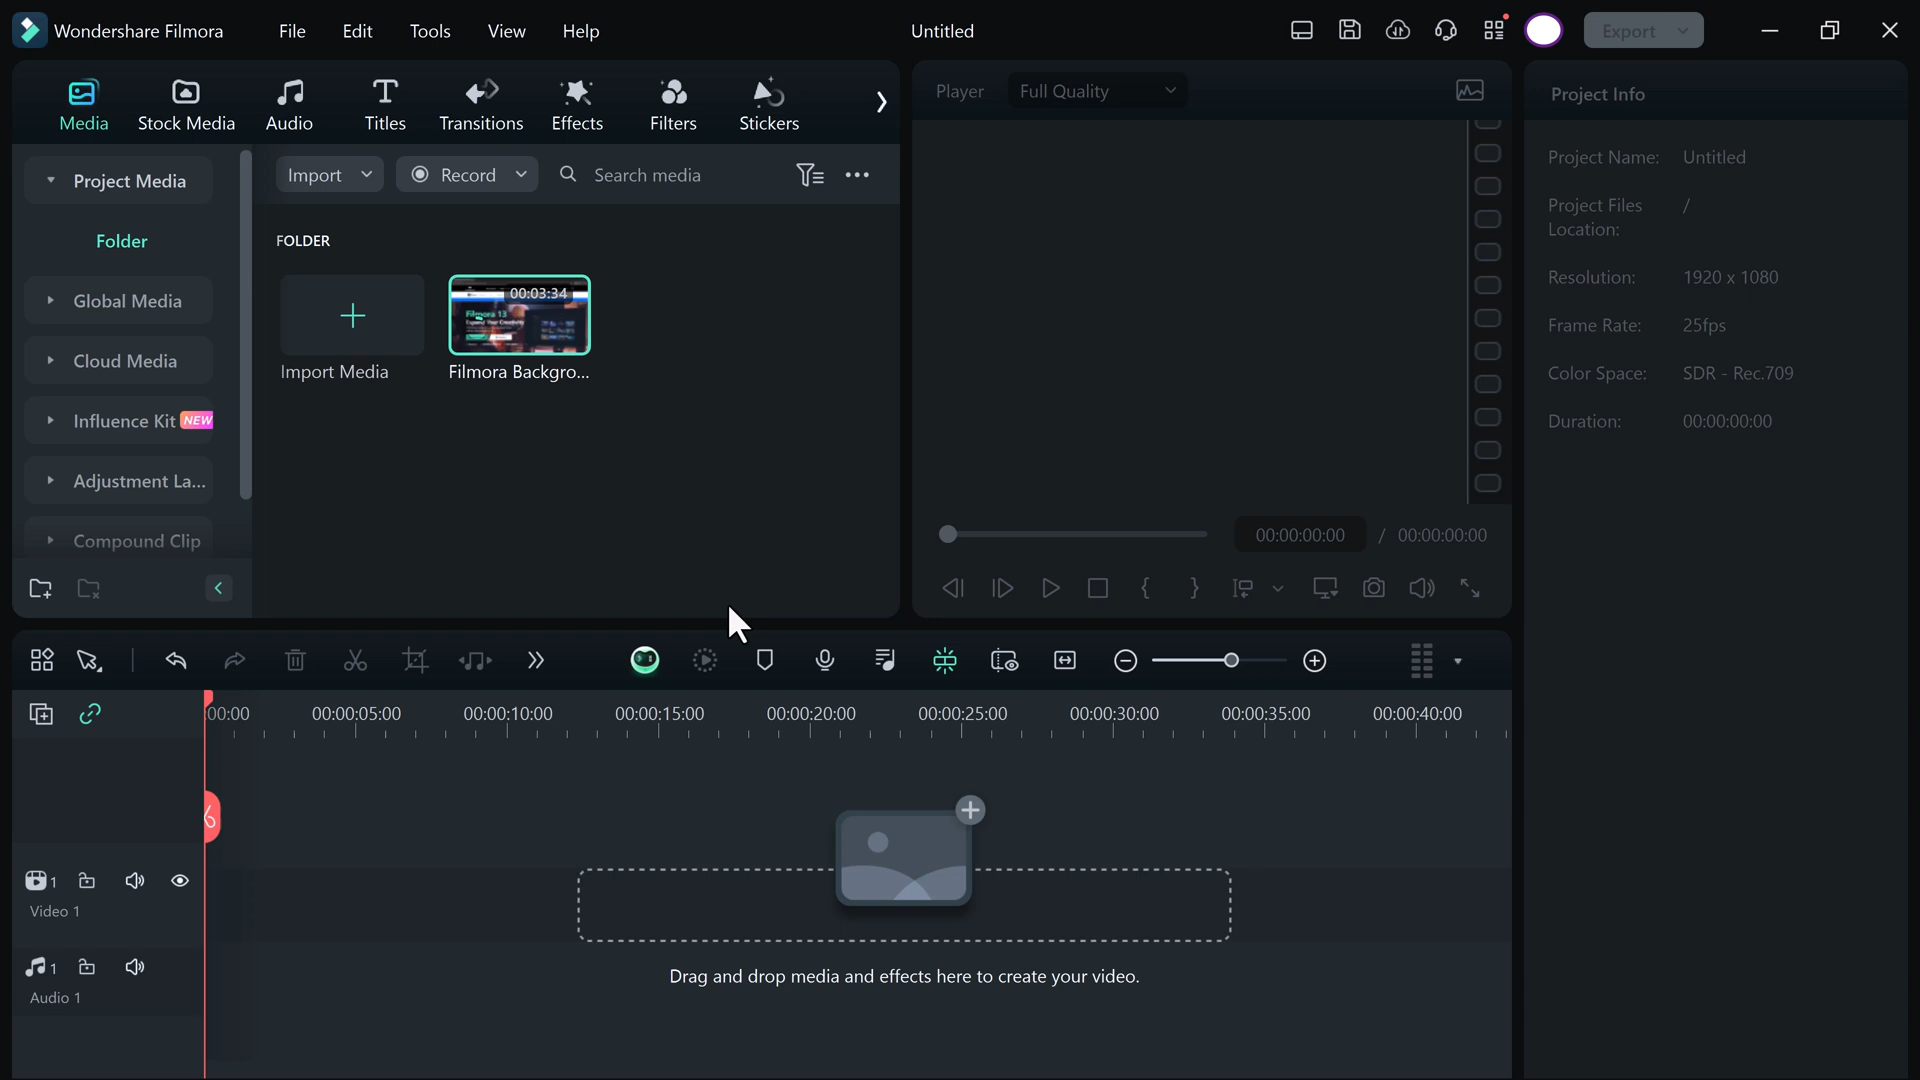 Wondershare Filmora
File
Edit
Tools
View
Help
Untitled
Export
Media
Stock Media
Audio
Titles
Transitions
Effects
Filters
Stickers
Player
Full Quality
Project Info
Project Media
Folder
Global Media
Cloud Media
Influence Kit NEW
Adjustment La...
Compound Clip
Import
Record
Search media
FOLDER
Import Media
00:03:34
Filmora 13
Filmora Backgro...
Project Name: Untitled
Project Files Location: /
Resolution: 1920 x 1080
Frame Rate: 25fps
Color Space: SDR - Rec.709
Duration: 00:00:00:00
00:00:00:00 / 00:00:00:00
:00:00
00:00:05:00
00:00:10:00
00:00:15:00
00:00:20:00
00:00:25:00
00:00:30:00
00:00:35:00
00:00:40:00
1
Video 1
1
Audio 1
Drag and drop media and effects here to create your video.